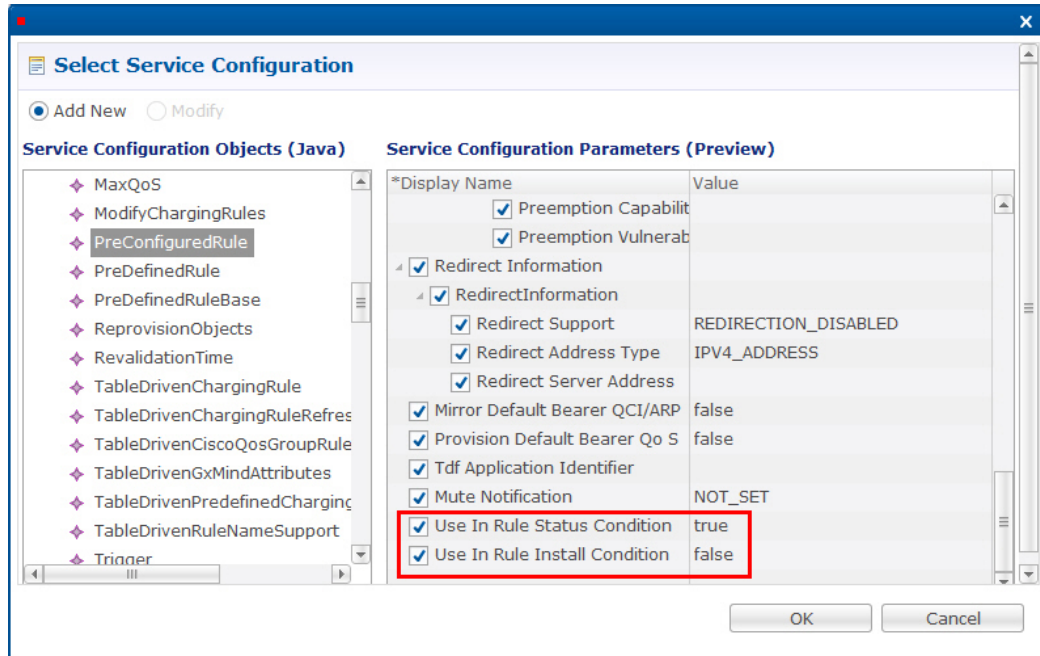 Select Service Configuration
Add New Modify
Service Configuration Objects (Java)
MaxQoS
ModifyChargingRules
PreConfiguredRule
PreDefinedRule
PreDefinedRuleBase
ReprovisionObjects
RevalidationTime
TableDrivenChargingRule
TableDrivenChargingRuleRefres
TableDrivenCiscoQosGroupRule
TableDrivenGxMindAttributes
TableDrivenPredefinedCharging
TableDrivenRuleNameSupport
Trigger
Service Configuration Parameters (Preview)
*Display Name Value
Preemption Capabilit
Preemption Vulnerab
Redirect Information
RedirectInformation
Redirect Support REDIRECTION_DISABLED
Redirect Address Type IPV4_ADDRESS
Redirect Server Address
Mirror Default Bearer QCI/ARP false
Provision Default Bearer Qo S false
Tdf Application Identifier
Mute Notification NOT_SET
Use In Rule Status Condition true
Use In Rule Install Condition false
OK Cancel